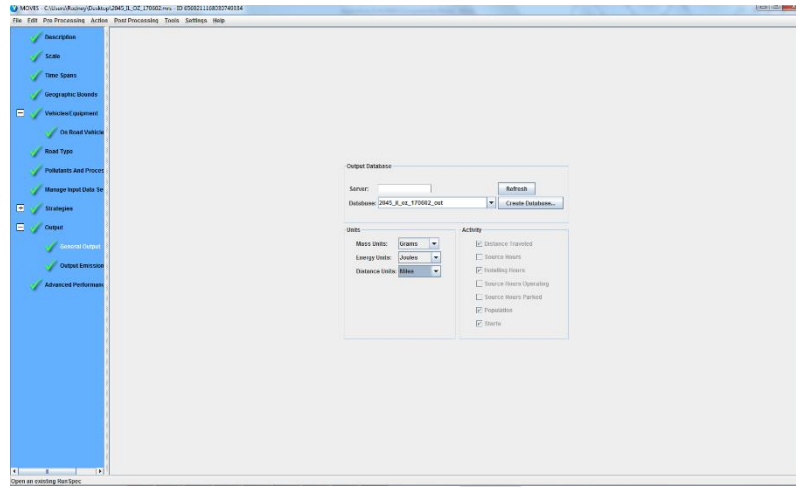 MOVES - C:\Users\Rodney\Desktop\2045_IL_OZ_170602.mrs - ID
File Edit Pre Processing Action Post Processing Tools Settings Help
Description
Scale
Time Spans
Geographic Bounds
Vehicles/Equipment
On Road Vehicle
Road Type
Pollutants And Proces
Manage Input Data Se
Strategies
Output
General Output
Output Emission
Advanced Performan
Output Database
Server:
Refresh
Database: 2045_il_oz_170602_out
Create Database...
Units
Mass Units: Grams
Energy Units: Joules
Distance Units: Miles
Activity
Distance Traveled
Source Hours
Hotelling Hours
Source Hours Operating
Source Hours Parked
Population
Starts
Open an existing RunSpec